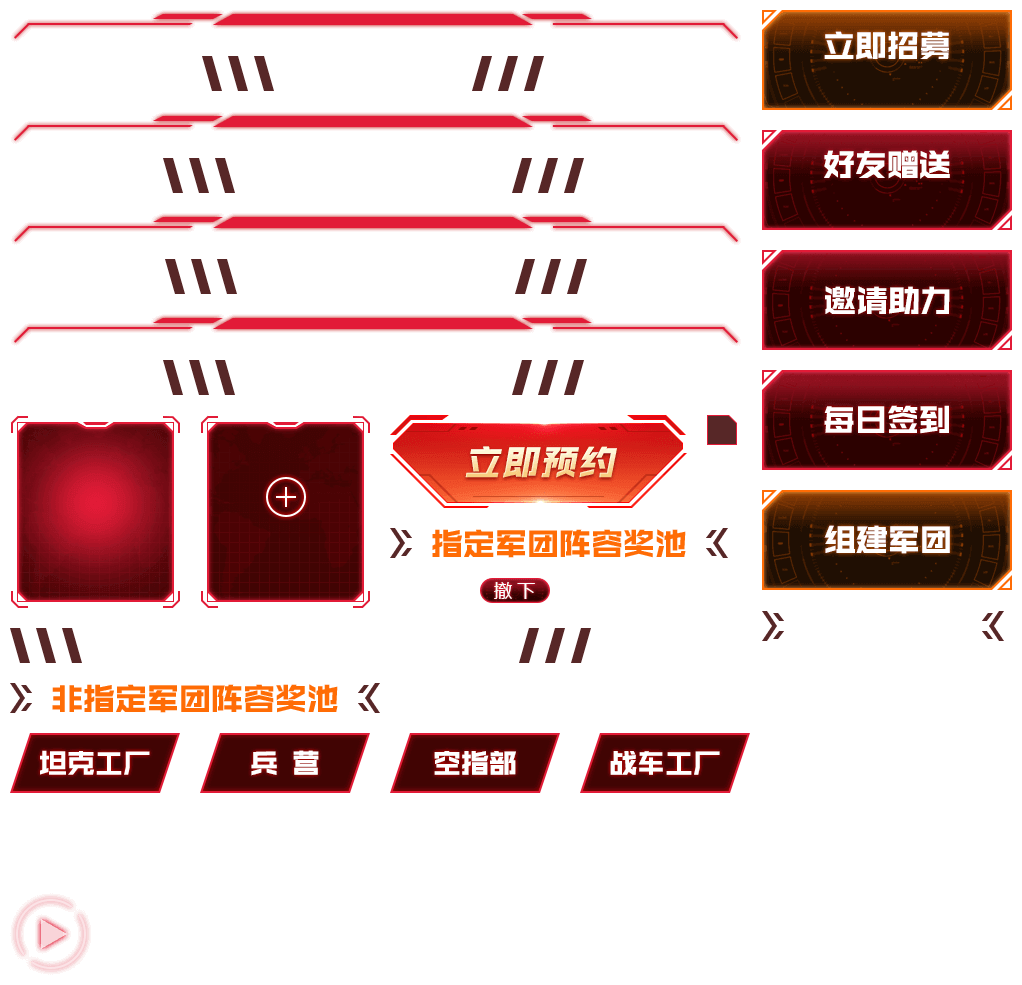 立即招募
好友赠送
邀请助力
每日签到
立即预约
指定军团阵容奖池
组建军团
撤下
非指定军团阵容奖池
坦克工厂
兵 营
空指部
战车工厂